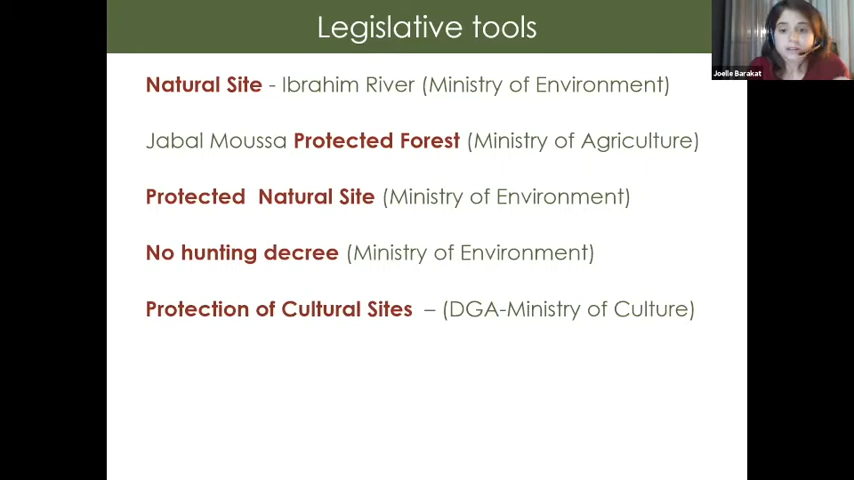 Legislative tools
Joelle Barakat
Natural Site - Ibrahim River (Ministry of Environment)
Jabal Moussa Protected Forest (Ministry of Agriculture)
Protected Natural Site (Ministry of Environment)
No hunting decree (Ministry of Environment)
Protection of Cultural Sites – (DGA-Ministry of Culture)